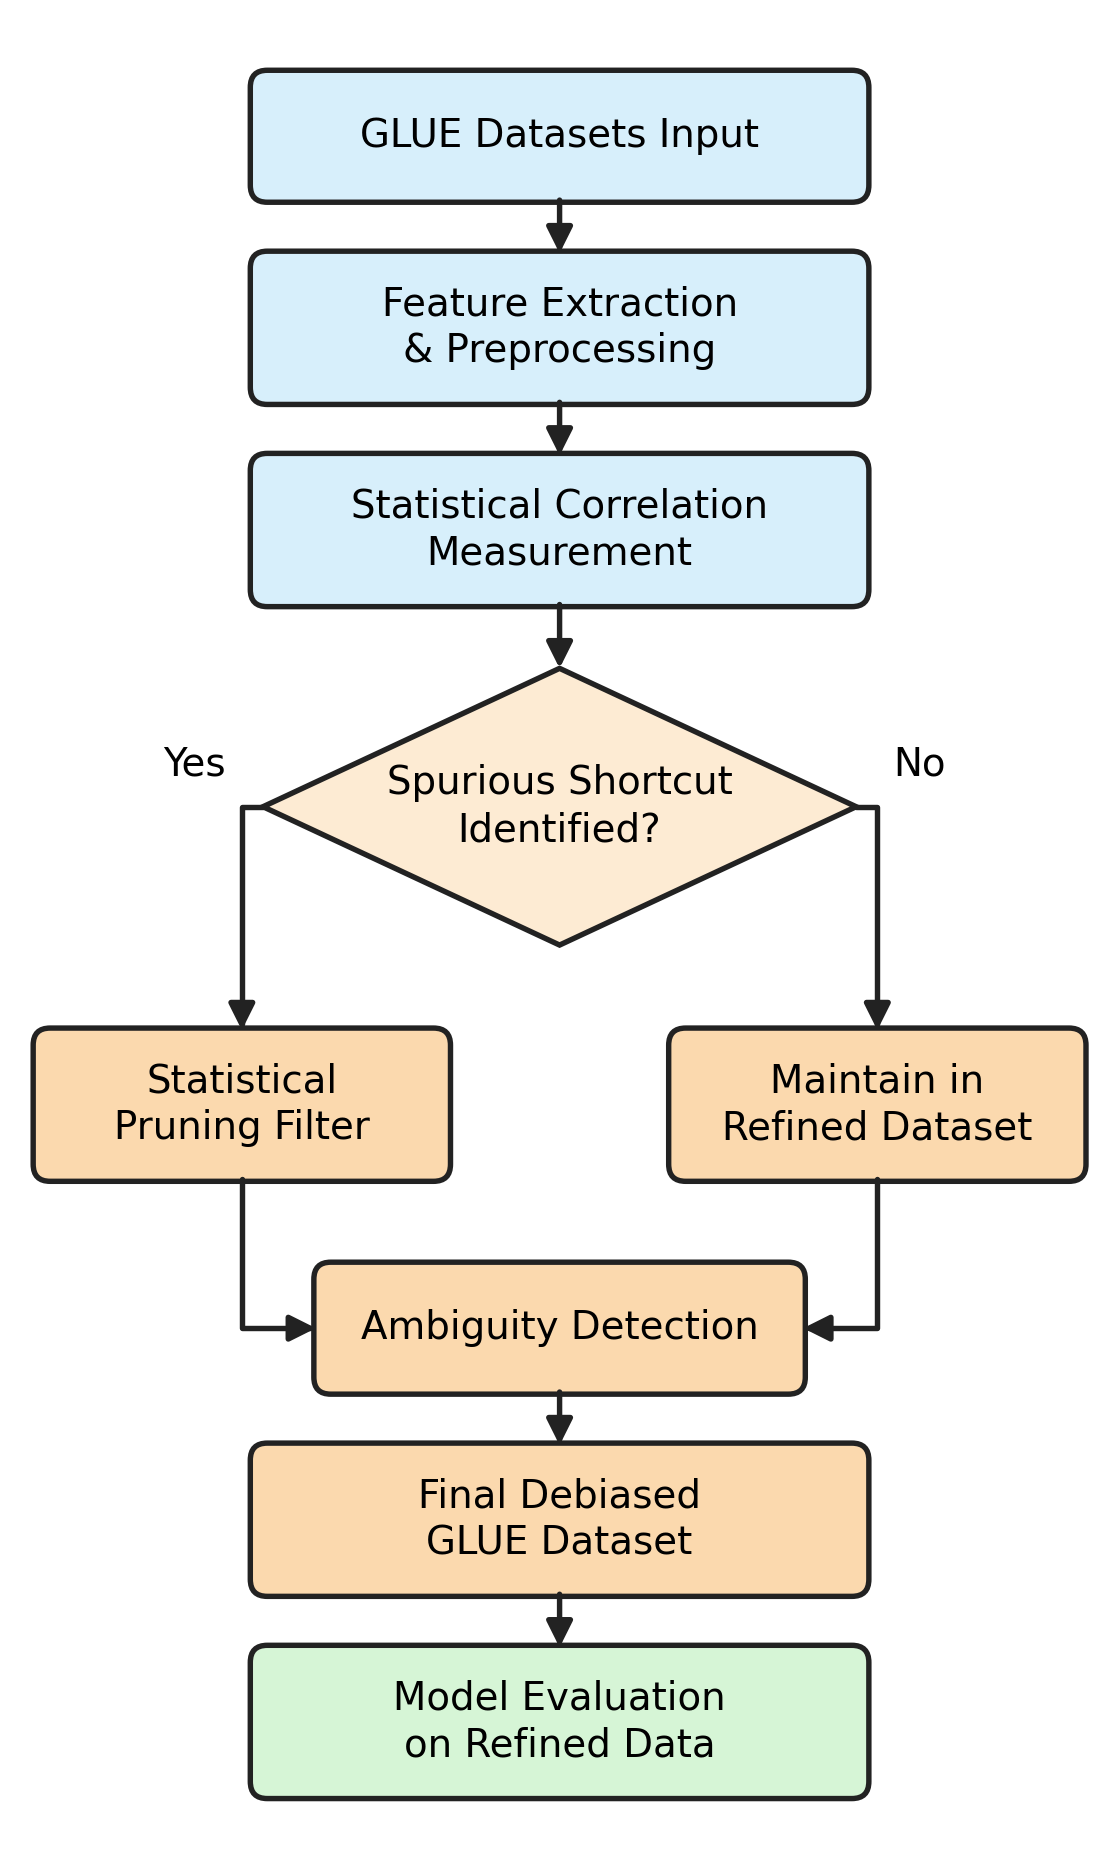 GLUE Datasets Input
Feature Extraction
& Preprocessing
Statistical Correlation
Measurement
Spurious Shortcut
Identified?
Yes
No
Statistical
Pruning Filter
Maintain in
Refined Dataset
Ambiguity Detection
Final Debiased
GLUE Dataset
Model Evaluation
on Refined Data